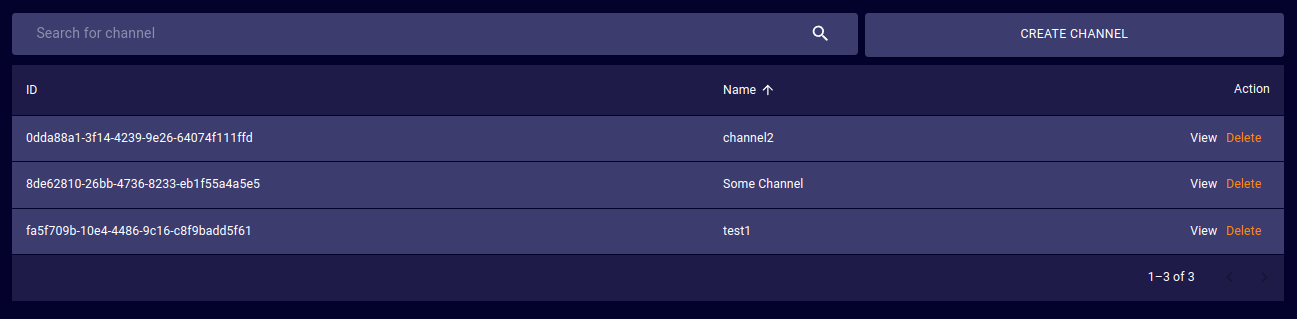 Search for channel
CREATE CHANNEL
ID Name Action
0dda88a1-3f14-4239-9e26-64074f111ffd channel2 View Delete
8de62810-26bb-4736-8233-eb1f55a4a5e5 Some Channel View Delete
fa5f709b-10e4-4486-9c16-c8f9badd5f61 test1 View Delete
1–3 of 3